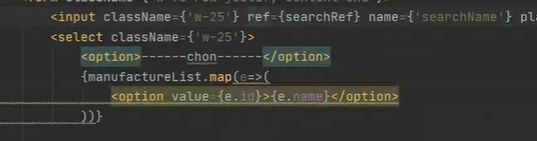 <input className={'w-25'} ref={searchRef} name={'searchName'}
<select className={'w-25'}>
<option>------chon------</option>
{manufactureList.map(e=>(
<option value={e.id}>{e.name}</option>
))}